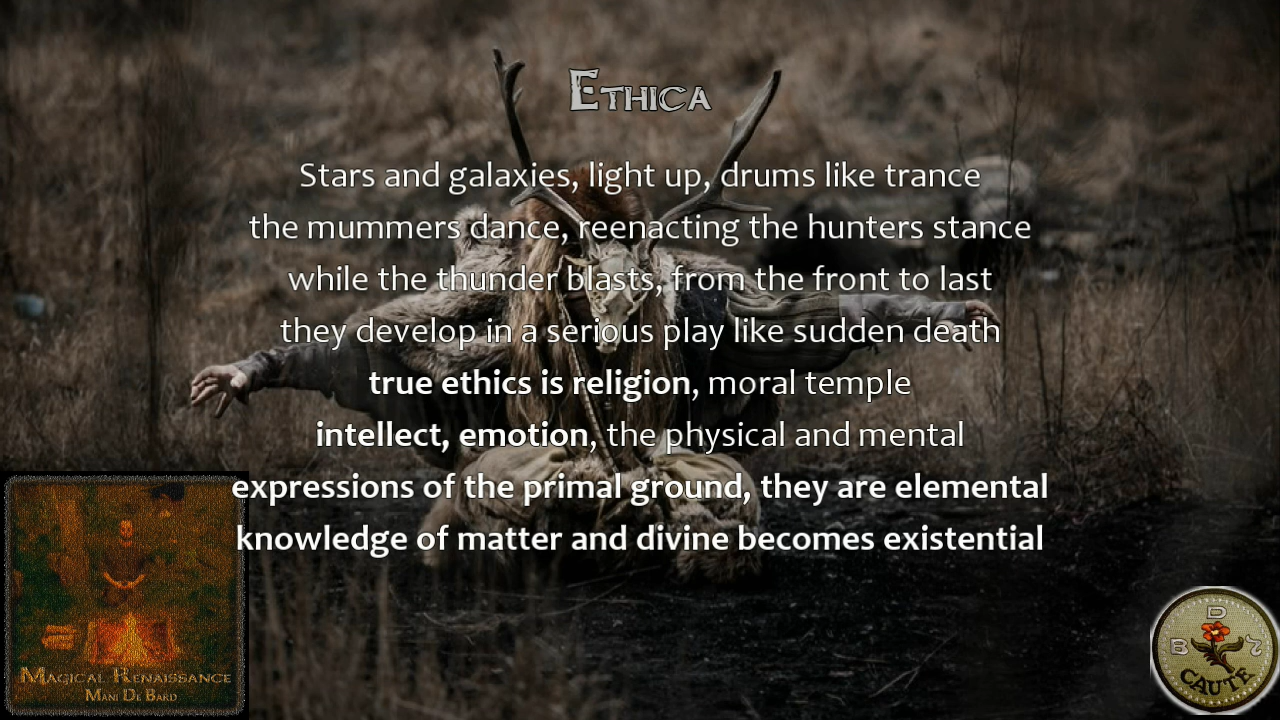 Ethica
Stars and galaxies, light up, drums like trance
the mummers dance, reenacting the hunters stance
while the thunder blasts, from the front to last
they develop in a serious play like sudden death
true ethics is religion, moral temple
intellect, emotion, the physical and mental
expressions of the primal ground, they are elemental
knowledge of matter and divine becomes existential
Magical Renaissance
Mani De Bard
D
B
CAUTE